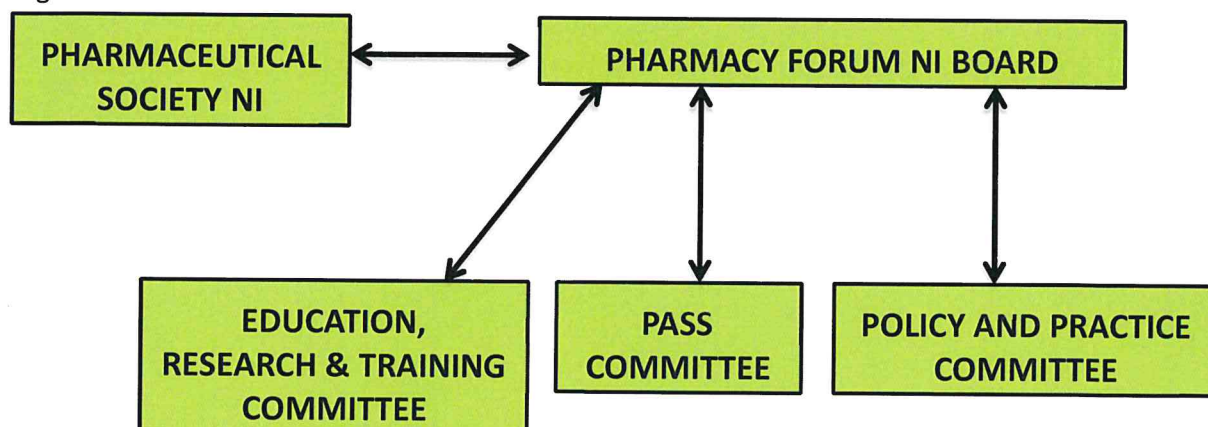 PHARMACEUTICAL
SOCIETY NI
PHARMACY FORUM NI BOARD
EDUCATION,
RESEARCH & TRAINING
COMMITTEE
PASS
COMMITTEE
POLICY AND PRACTICE
COMMITTEE